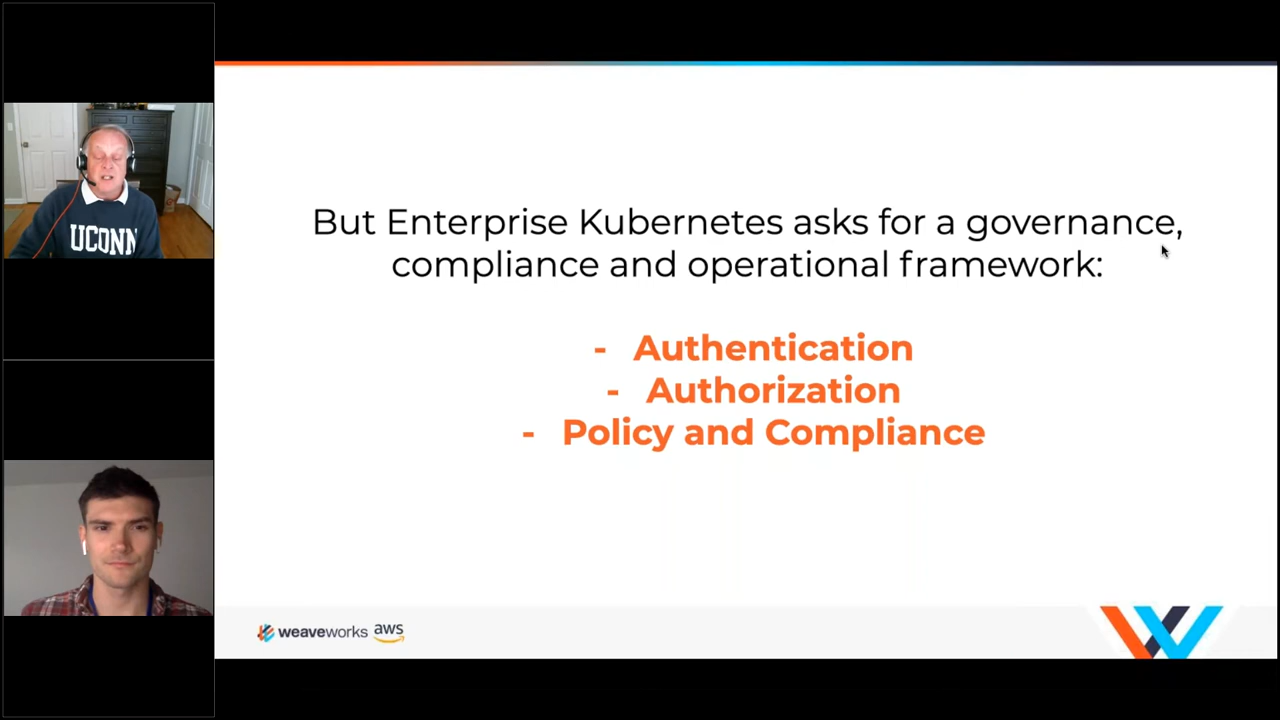 UCONN
But Enterprise Kubernetes asks for a governance,
compliance and operational framework:
- Authentication
- Authorization
- Policy and Compliance
weaveworks aws